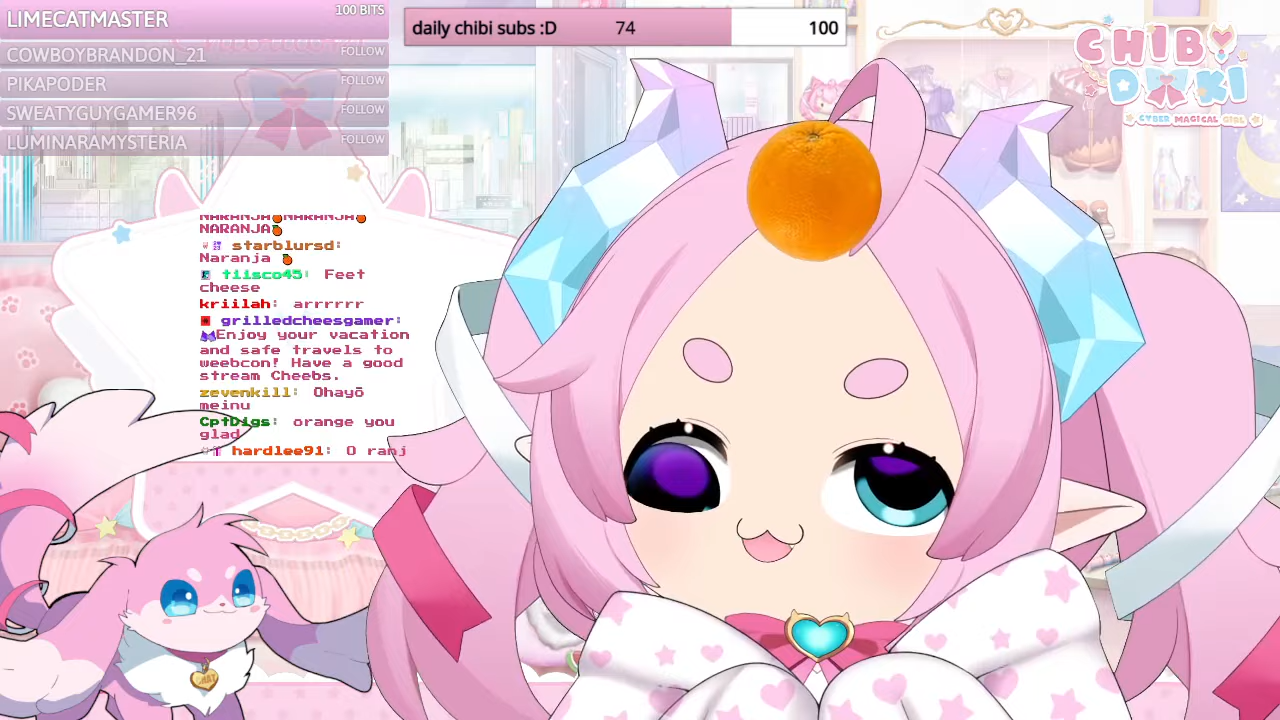 LIMECATMASTER 100 BITS
COWBOYBRANDON_21 FOLLOW
PIKAPODER FOLLOW
SWEATYGUYGAMER96 FOLLOW
LUMINARAMYSTERIA FOLLOW
daily chibi subs :D 74 100
CHIBI
DOKI
CYBER MAGICAL GIRL
NARANJA🍊NARANJA🍊
NARANJA🍊
starblursd:
Naranja 🍊
tiisco45: Feet
cheese
kriilah: arrrrrr
grilledcheesgamer:
Enjoy your vacation
and safe travels to
weebcon! Have a good
stream Cheebs.
zevenkill: Ohayō
meinu
CptDigs: orange you
glad
hardlee91: O ranj